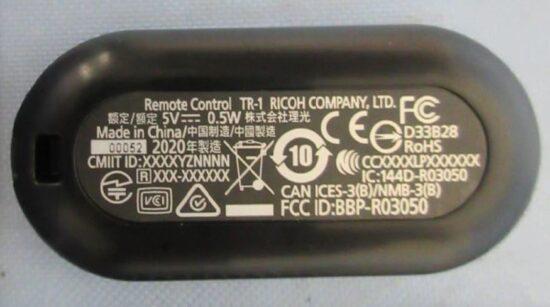 Remote Control TR-1 RICOH COMPANY, LTD.
额定/額定 5V⎓ 0.5W 株式会社理光 FC
Made in China/中国制造/中國製造 CE D33B28
00052 2020年製造 10 RoHS
CMIIT ID: XXXXYZNNNN CCXXXXLPXXXXXX
R XXX-XXXXXX IC:144D-R03050
VCI CAN ICES-3(B)/NMB-3(B)
FCC ID:BBP-R03050